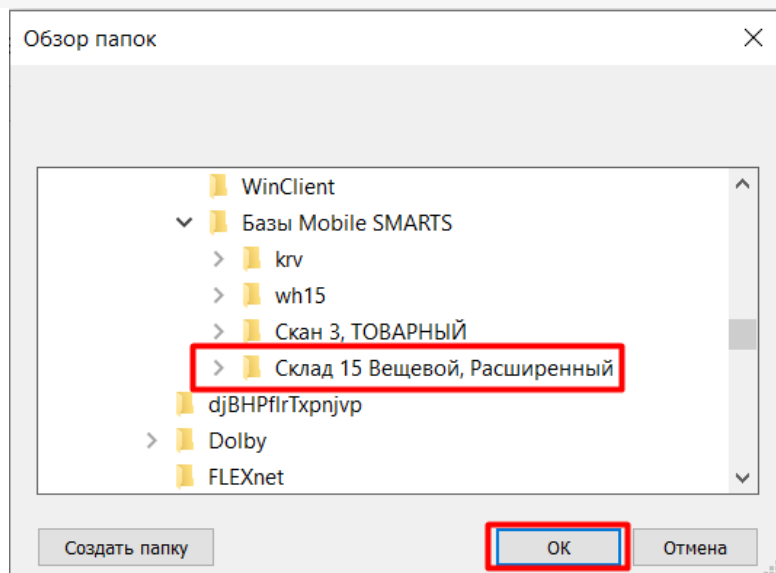 Обзор папок
WinClient
Базы Mobile SMARTS
krv
wh15
Скан 3, ТОВАРНЫЙ
Склад 15 Вещевой, Расширенный
djBHPflrTxpnjvp
Dolby
FLEXnet
Создать папку ОК Отмена